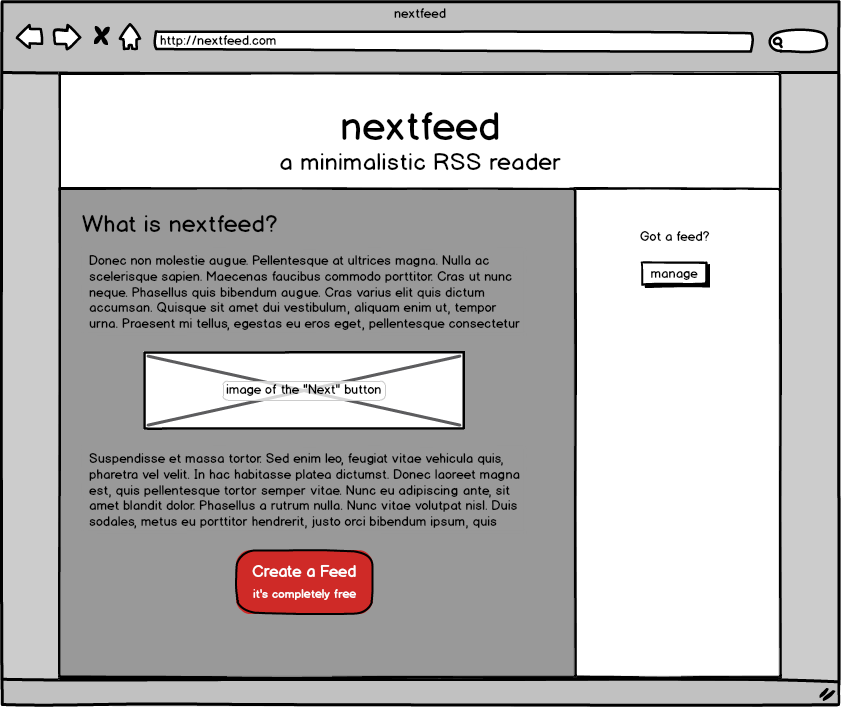 nextfeed
http://nextfeed.com
nextfeed
a minimalistic RSS reader
What is nextfeed?
Donec non molestie augue. Pellentesque at ultrices magna. Nulla ac
scelerisque sapien. Maecenas faucibus commodo porttitor. Cras ut nunc
neque. Phasellus quis bibendum augue. Cras varius elit quis dictum
accumsan. Quisque sit amet dui vestibulum, aliquam enim ut, tempor
urna. Praesent mi tellus, egestas eu eros eget, pellentesque consectetur
image of the "Next" button
Suspendisse et massa tortor. Sed enim leo, feugiat vitae vehicula quis,
pharetra vel velit. In hac habitasse platea dictumst. Donec laoreet magna
est, quis pellentesque tortor semper vitae. Nunc eu adipiscing ante, sit
amet blandit dolor. Phasellus a rutrum nulla. Nunc vitae volutpat nisl. Duis
sodales, metus eu porttitor hendrerit, justo orci bibendum ipsum, quis
Create a Feed
it's completely free
Got a feed?
manage